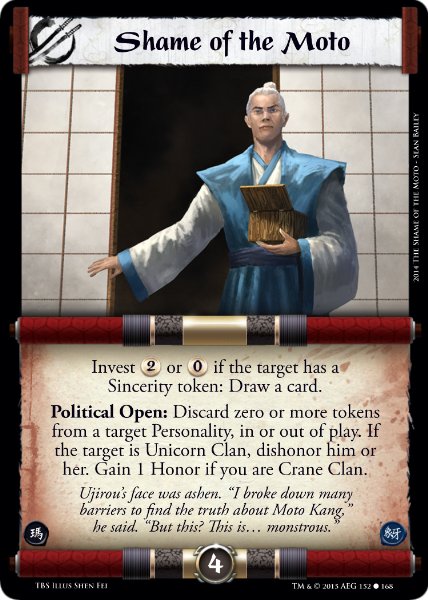 Shame of the Moto
2014 The Shame of the Moto - Sean Bailey
Invest 2 or 0 if the target has a
Sincerity token: Draw a card.
Political Open: Discard zero or more tokens
from a target Personality, in or out of play. If
the target is Unicorn Clan, dishonor him or
her. Gain 1 Honor if you are Crane Clan.
Ujirou's face was ashen. “I broke down many
barriers to find the truth about Moto Kang,”
he said. “But this? This is… monstrous.”
4
TBS Illus Shen Fei
TM & © 2015 AEG 152 ● 168